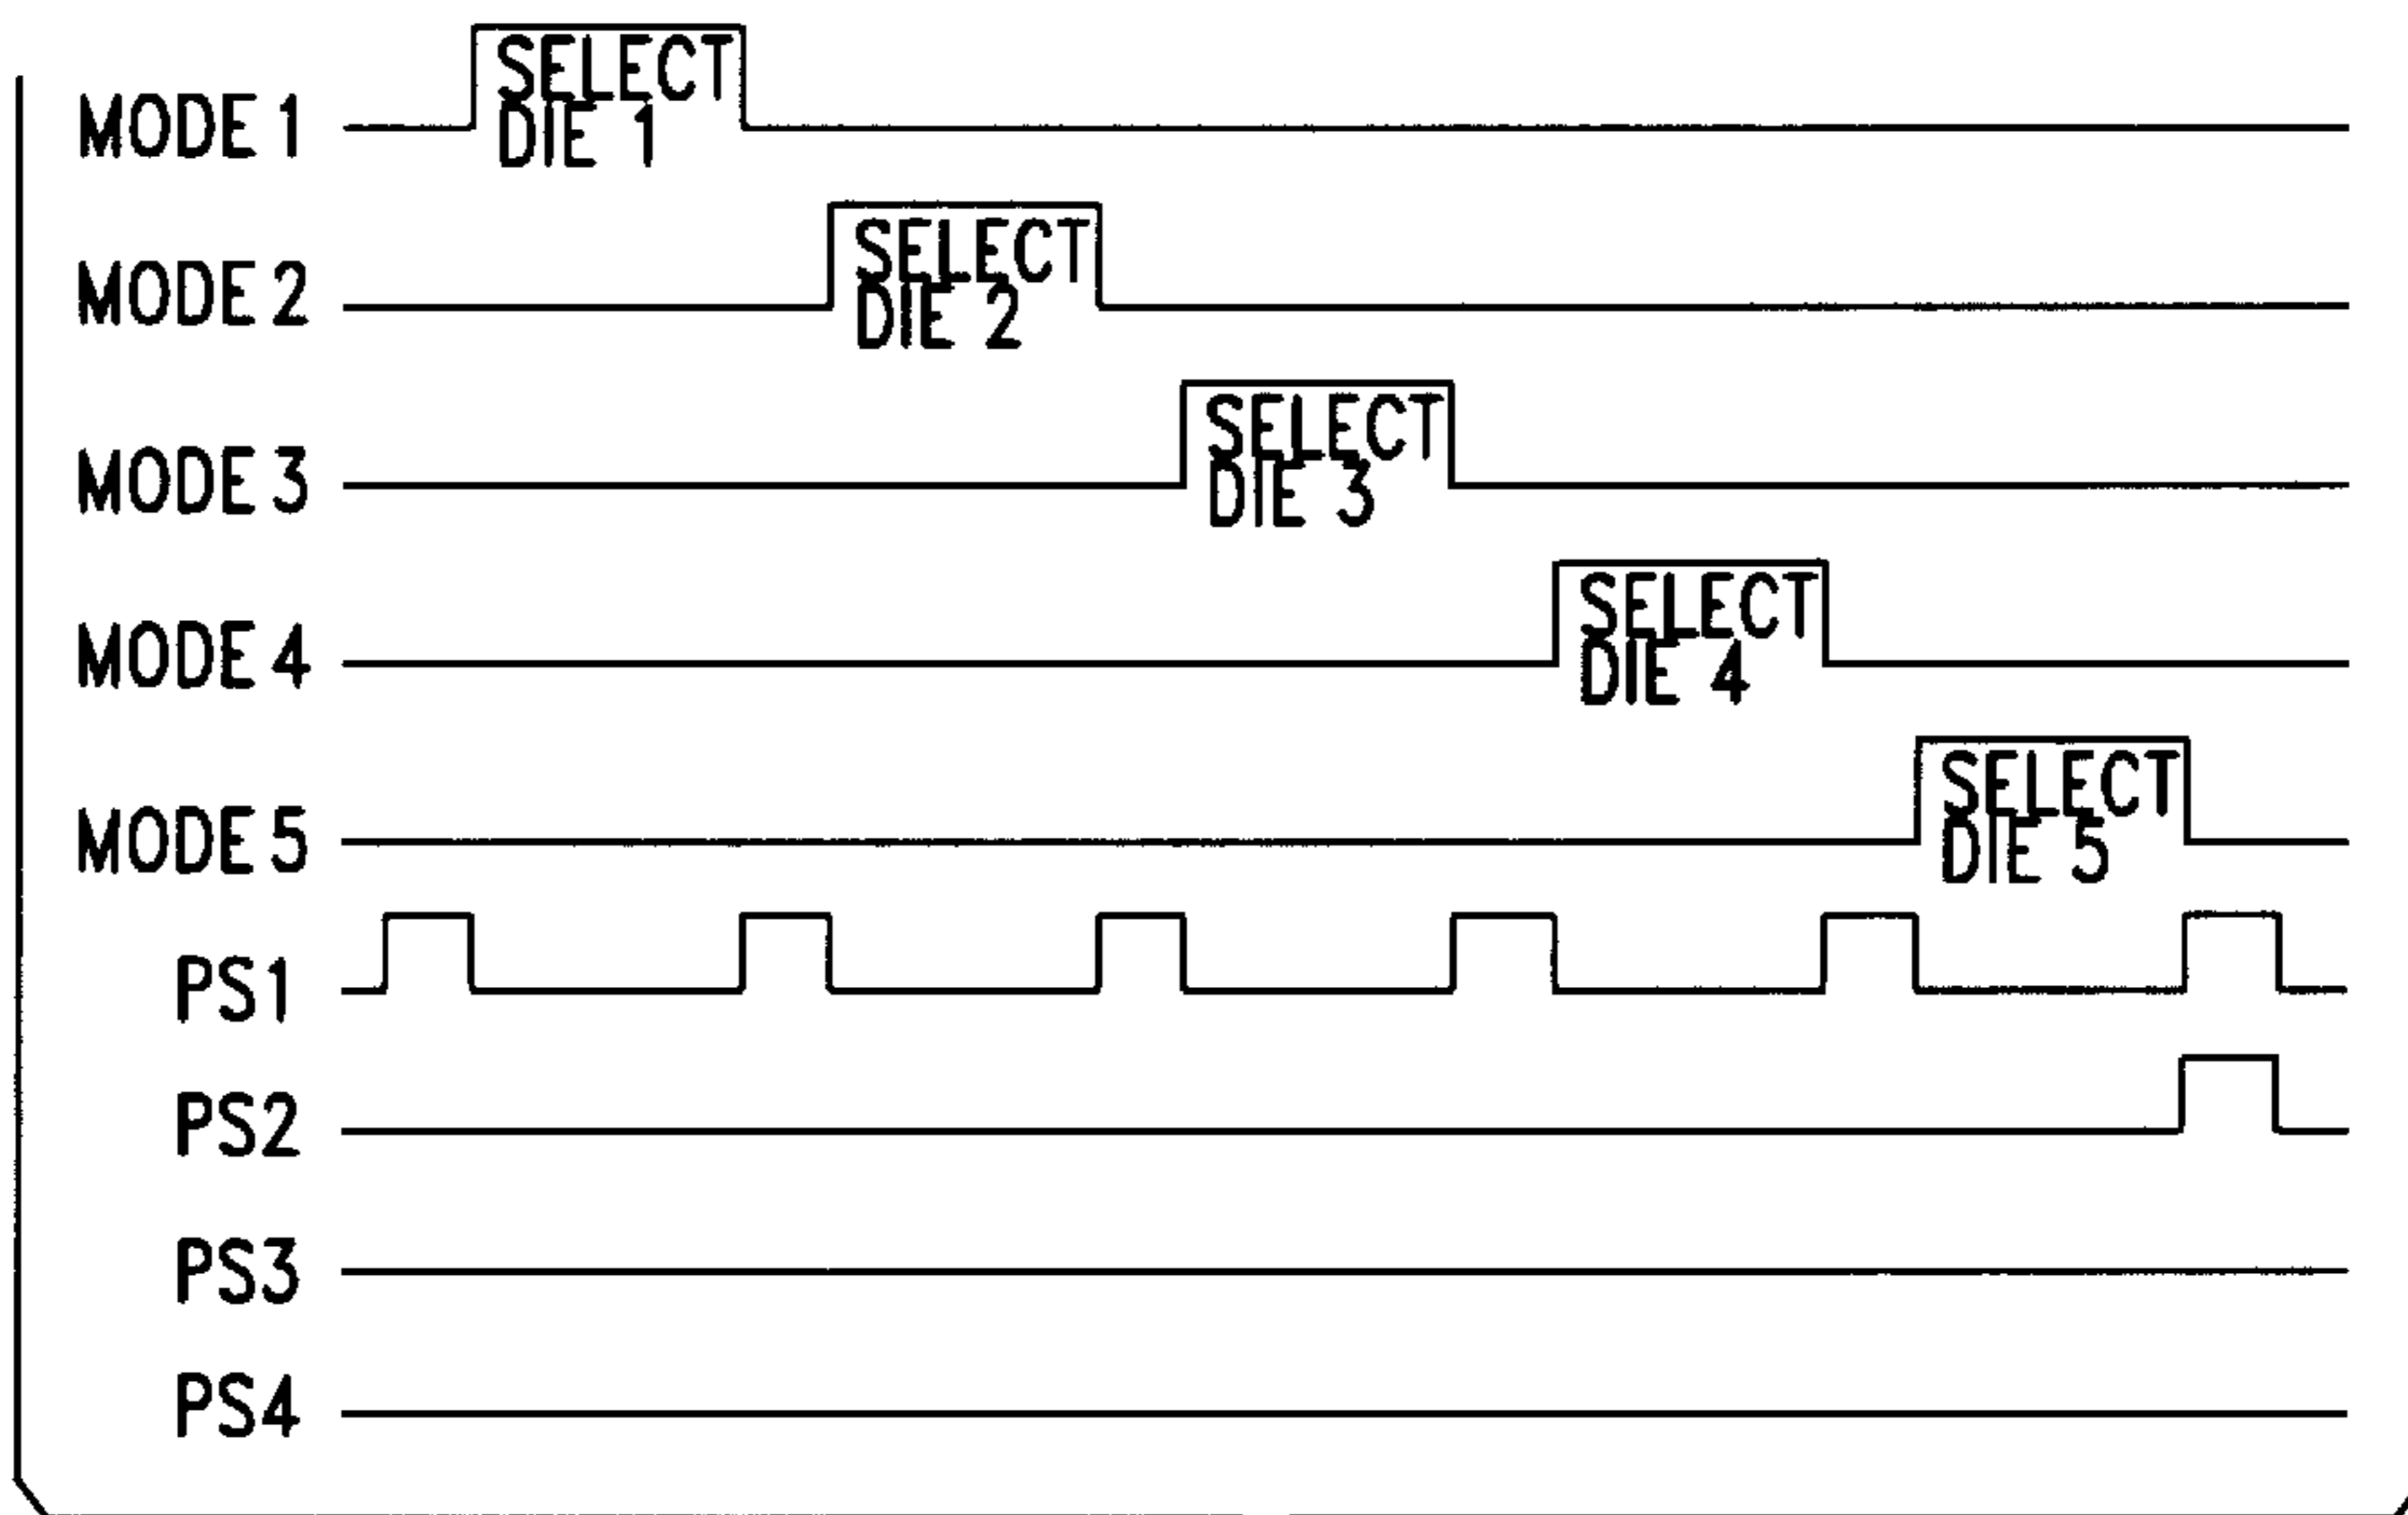 SELECT
DIE 1
MODE 1
SELECT
DIE 2
MODE 2
SELECT
DIE 3
MODE 3
SELECT
DIE 4
MODE 4
SELECT
DIE 5
MODE 5
PS1
PS2
PS3
PS4